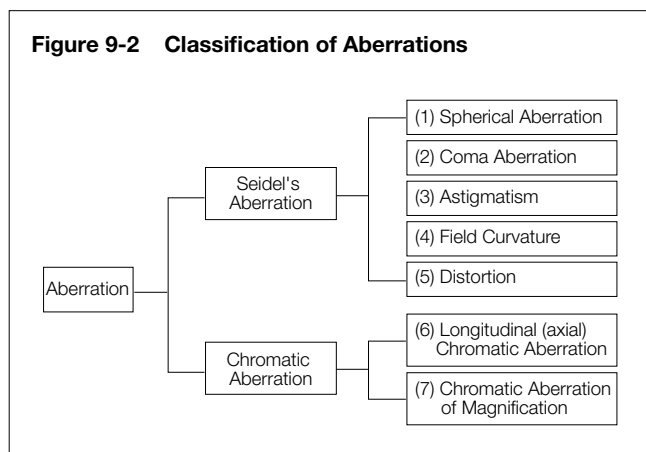 Figure 9-2 Classification of Aberrations
Aberration
Seidel's
Aberration
(1) Spherical Aberration
(2) Coma Aberration
(3) Astigmatism
(4) Field Curvature
(5) Distortion
Chromatic
Aberration
(6) Longitudinal (axial)
Chromatic Aberration
(7) Chromatic Aberration
of Magnification